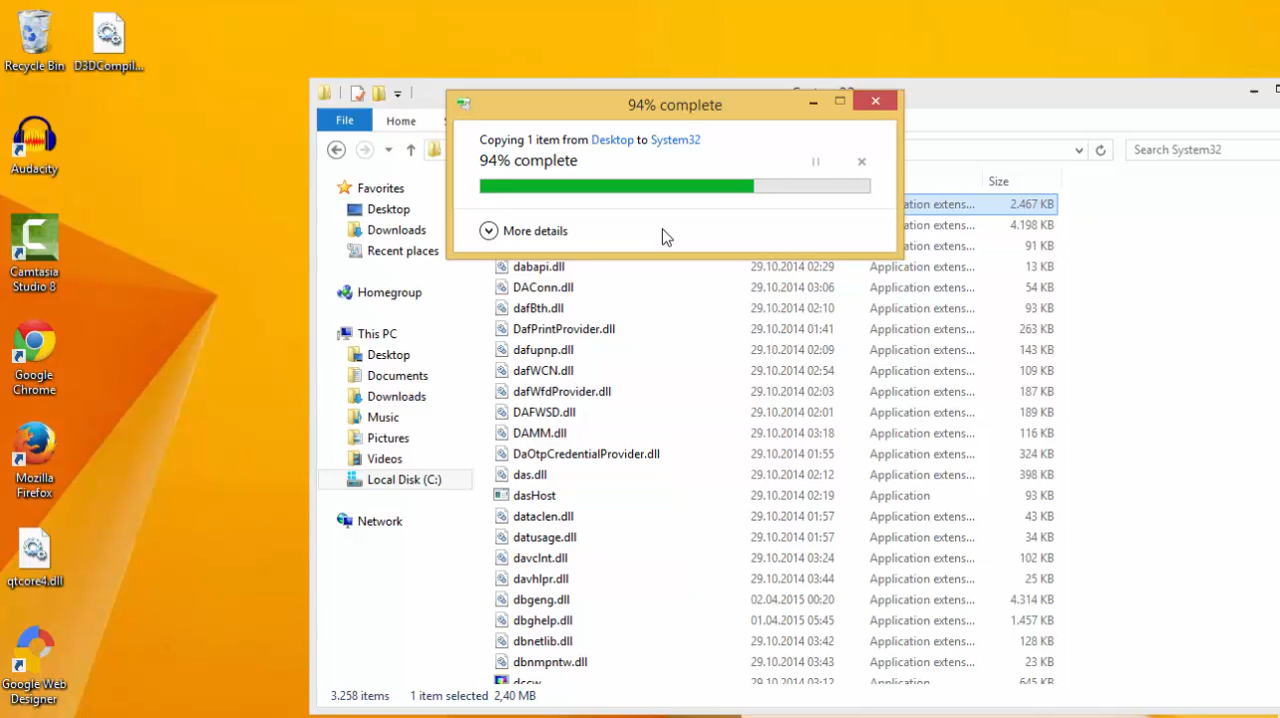 Recycle Bin
D3DCompil...
Audacity
Camtasia
Studio 8
Google
Chrome
Mozilla
Firefox
qtcore4.dll
Google Web
Designer
File
Home
Search System32
94% complete
Copying 1 item from Desktop to System32
94% complete
More details
Favorites
Desktop
Downloads
Recent places
Homegroup
This PC
Desktop
Documents
Downloads
Music
Pictures
Videos
Local Disk (C:)
Network
Size
ation extens... 2.467 KB
ation extens... 4.198 KB
ation extens... 91 KB
dabapi.dll 29.10.2014 02:29 Application extens... 13 KB
DAConn.dll 29.10.2014 03:06 Application extens... 54 KB
dafBth.dll 29.10.2014 02:10 Application extens... 93 KB
DafPrintProvider.dll 29.10.2014 01:41 Application extens... 263 KB
dafupnp.dll 29.10.2014 02:09 Application extens... 143 KB
dafWCN.dll 29.10.2014 02:54 Application extens... 109 KB
dafWfdProvider.dll 29.10.2014 02:03 Application extens... 187 KB
DAFWSD.dll 29.10.2014 02:01 Application extens... 189 KB
DAMM.dll 29.10.2014 03:18 Application extens... 116 KB
DaOtpCredentialProvider.dll 29.10.2014 01:55 Application extens... 324 KB
das.dll 29.10.2014 02:12 Application extens... 398 KB
dasHost 29.10.2014 02:19 Application 93 KB
dataclen.dll 29.10.2014 01:57 Application extens... 43 KB
datusage.dll 29.10.2014 01:57 Application extens... 34 KB
davclnt.dll 29.10.2014 03:24 Application extens... 102 KB
davhlpr.dll 29.10.2014 03:44 Application extens... 25 KB
dbgeng.dll 02.04.2015 00:20 Application extens... 4.314 KB
dbghelp.dll 01.04.2015 05:45 Application extens... 1.457 KB
dbnetlib.dll 29.10.2014 03:42 Application extens... 128 KB
dbnmpntw.dll 29.10.2014 03:43 Application extens... 23 KB
3.258 items 1 item selected 2,40 MB